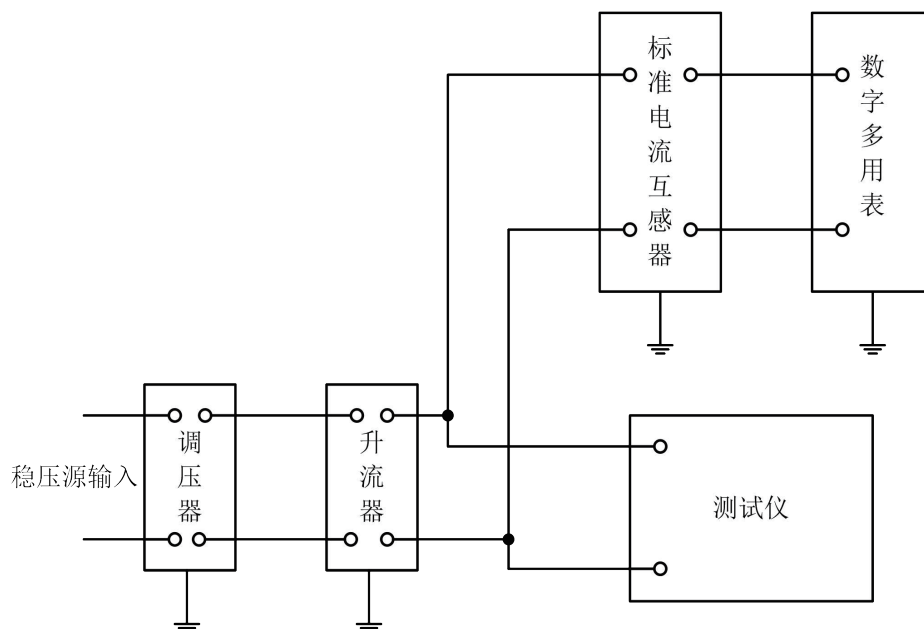 标准电流互感器
数字多用表
稳压源输入
调压器
升流器
测试仪